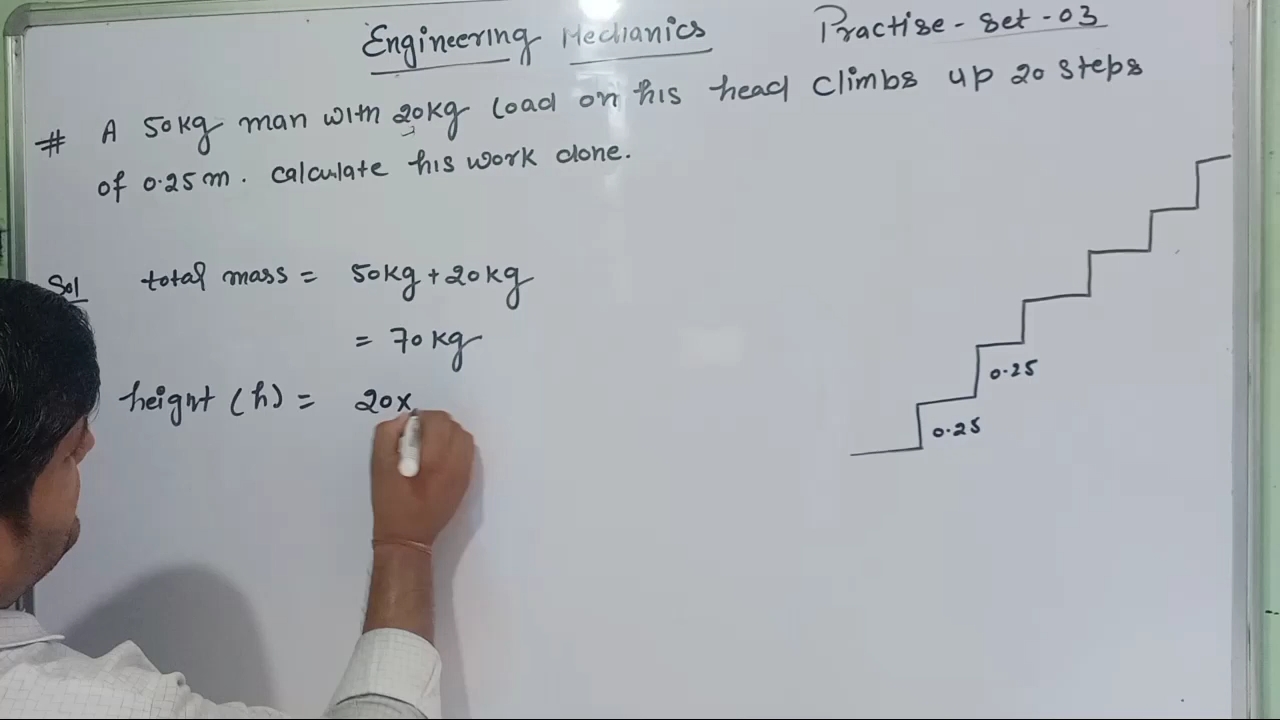 Engineering Mechanics
Practise - Set - 03
# A 50kg man with 20kg load on his head climbs up 20 steps
of 0.25m. calculate his work done.
Sol total mass = 50kg + 20kg
= 70kg
height (h) = 20x
0.25
0.25